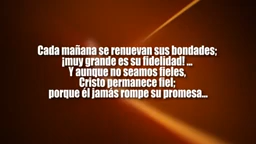 Cada mañana se renuevan sus bondades;
¡muy grande es su fidelidad! ...
Y aunque no seamos fieles,
Cristo permanece fiel;
porque él jamás rompe su promesa...